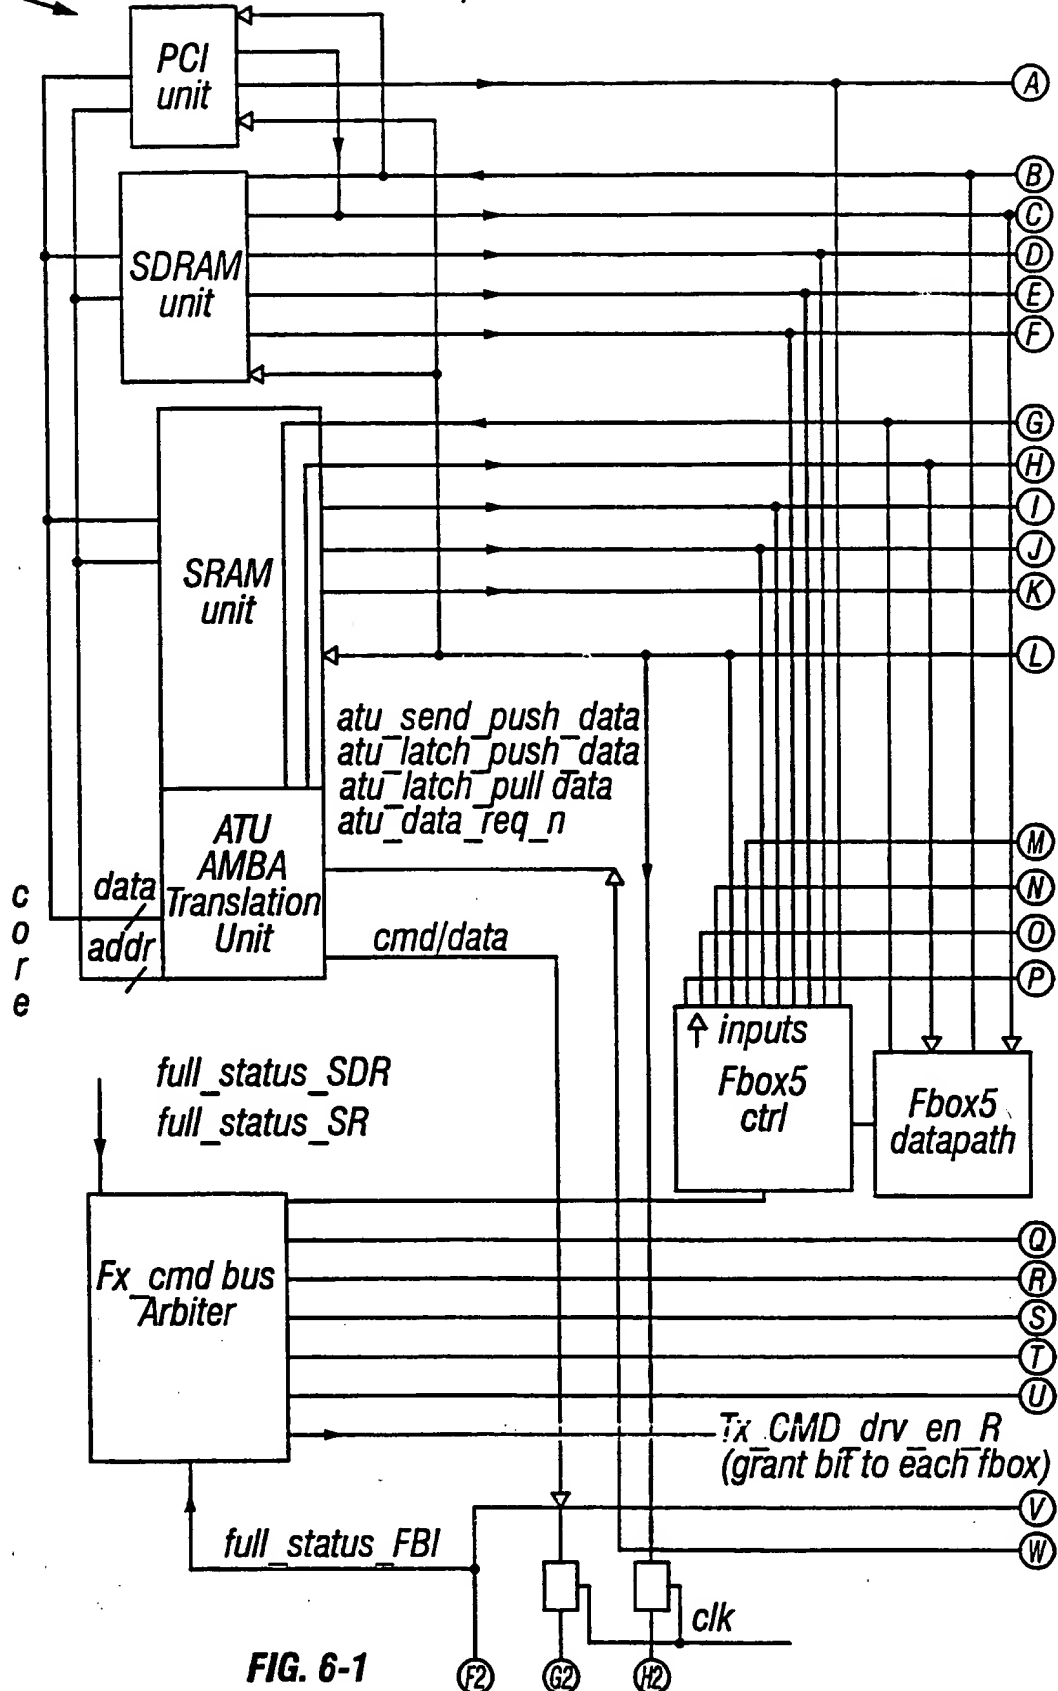 PCI
unit
A
B
C
SDRAM
unit
D
E
F
G
H
I
SRAM
unit
J
K
L
atu_send_push_data
atu_latch_push_data
atu_latch_pull data
atu_data_req_n
ATU
AMBA
Translation
Unit
data
addr
core
cmd/data
M
N
O
P
inputs
Fbox5
ctrl
Fbox5
datapath
full_status_SDR
full_status_SR
Fx_cmd bus
Arbiter
Q
R
S
T
U
Tx_CMD_drv_en_R
(grant bit to each fbox)
V
full_status_FBI
W
clk
FIG. 6-1
F2
G2
H2